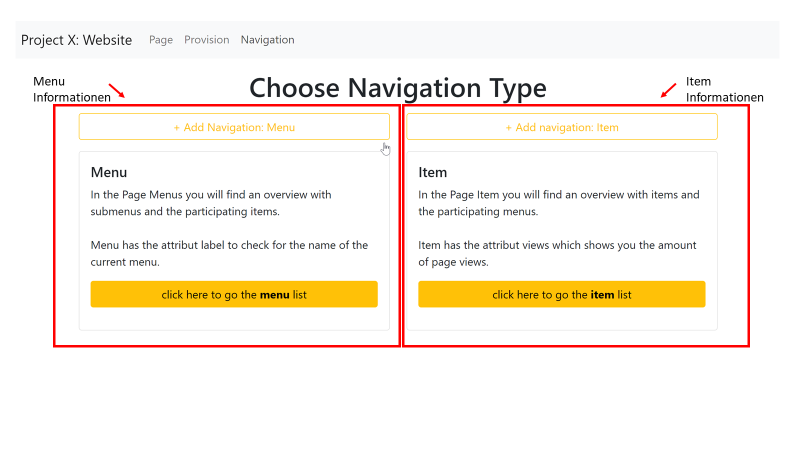 Project X: Website Page Provision Navigation
Menu
Informationen
Choose Navigation Type
Item
Informationen
+ Add Navigation: Menu
Menu
In the Page Menus you will find an overview with
submenus and the participating items.
Menu has the attribut label to check for the name of the
current menu.
click here to go the menu list
+ Add navigation: Item
Item
In the Page Item you will find an overview with items and
the participating menus.
Item has the attribut views which shows you the amount
of page views.
click here to go the item list